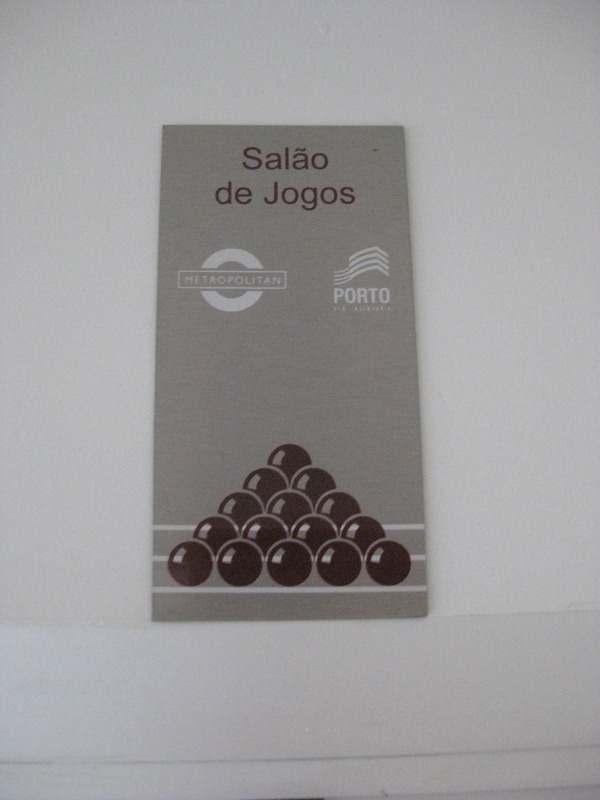 Salão
de Jogos
METROPOLITAN
PORTO